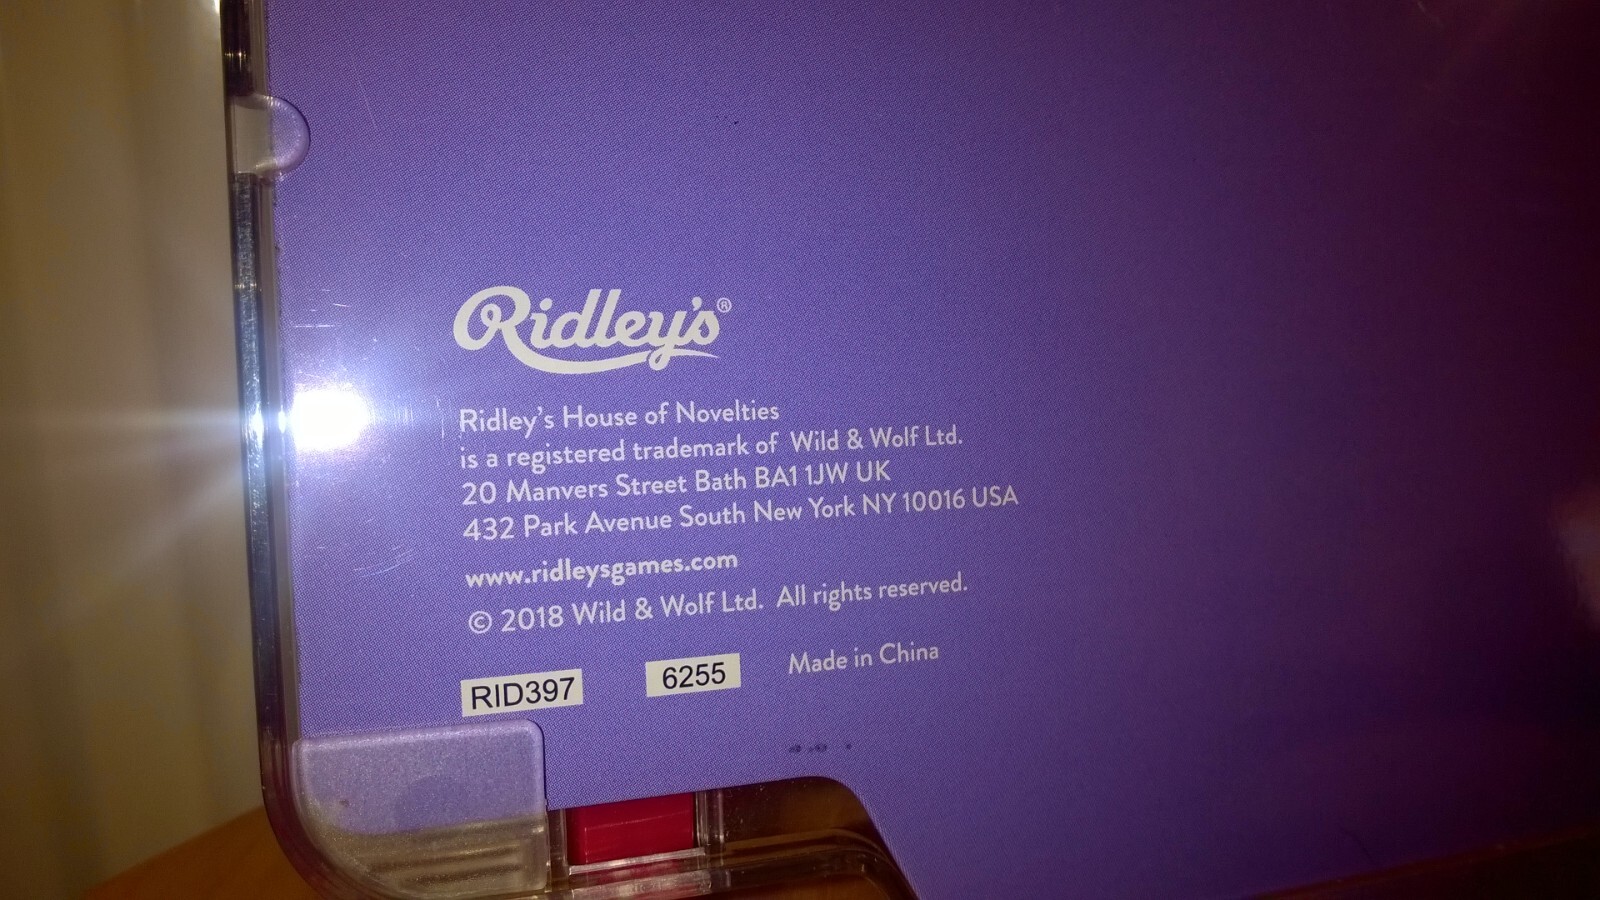 Ridley's®
Ridley's House of Novelties
is a registered trademark of Wild & Wolf Ltd.
20 Manvers Street Bath BA1 1JW UK
432 Park Avenue South New York NY 10016 USA
www.ridleysgames.com
© 2018 Wild & Wolf Ltd. All rights reserved.
RID397 6255 Made in China